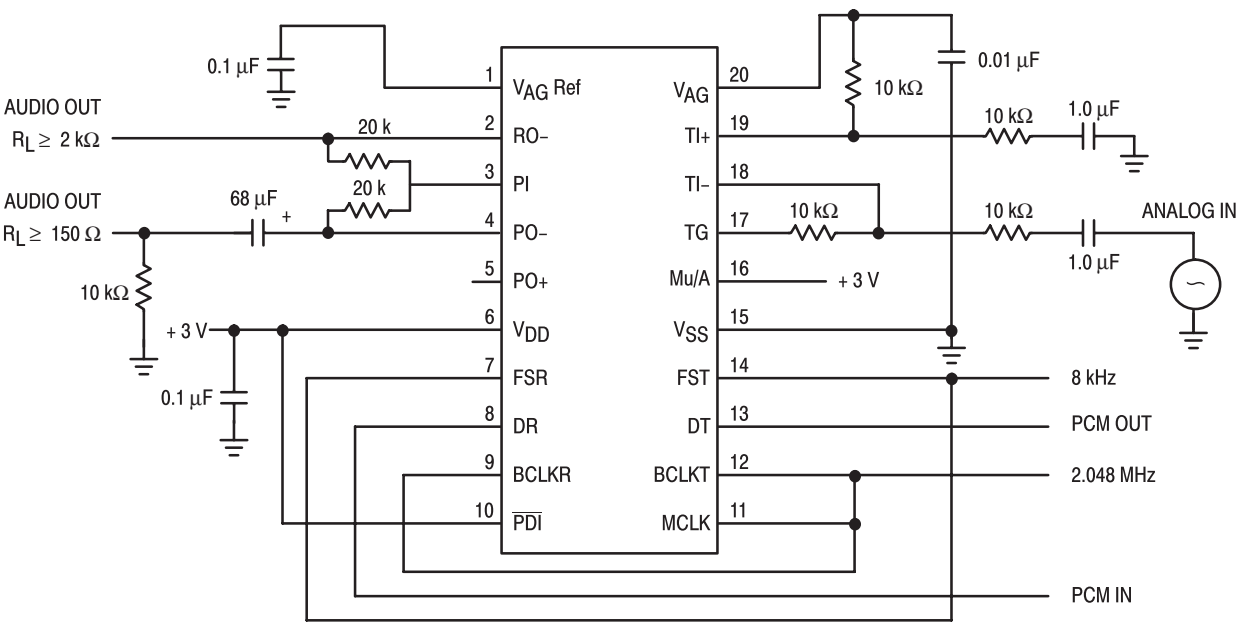 0.1 μF
1
V_AG Ref
20
V_AG
10 kΩ
0.01 μF
AUDIO OUT
R_L ≥ 2 kΩ
20 k
2
RO–
19
TI+
10 kΩ
1.0 μF
3
PI
18
TI–
20 k
AUDIO OUT
R_L ≥ 150 Ω
68 μF
+
4
PO–
17
TG
10 kΩ
10 kΩ
1.0 μF
ANALOG IN
10 kΩ
5
PO+
16
Mu/A
+ 3 V
+ 3 V
6
V_DD
15
V_SS
0.1 μF
7
FSR
14
FST
8 kHz
8
DR
13
DT
PCM OUT
9
BCLKR
12
BCLKT
2.048 MHz
10
PDI
11
MCLK
PCM IN